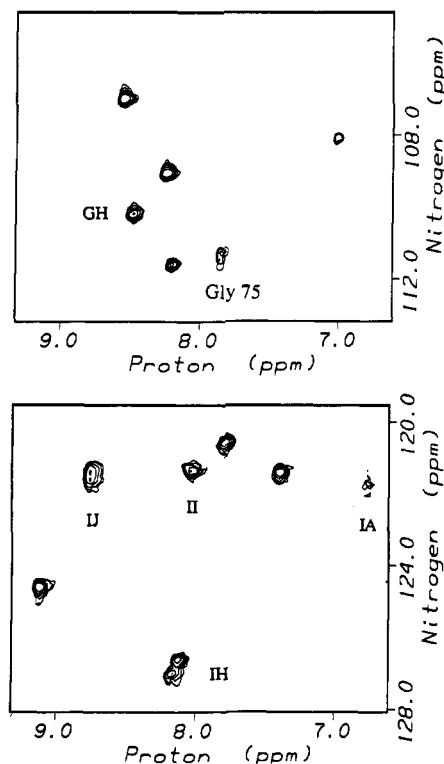 108.0
GH
Gly 75
112.0
Nitrogen (ppm)
9.0 8.0 7.0
Proton (ppm)
120.0
IJ II IA
124.0
IH
128.0
Nitrogen (ppm)
9.0 8.0 7.0
Proton (ppm)